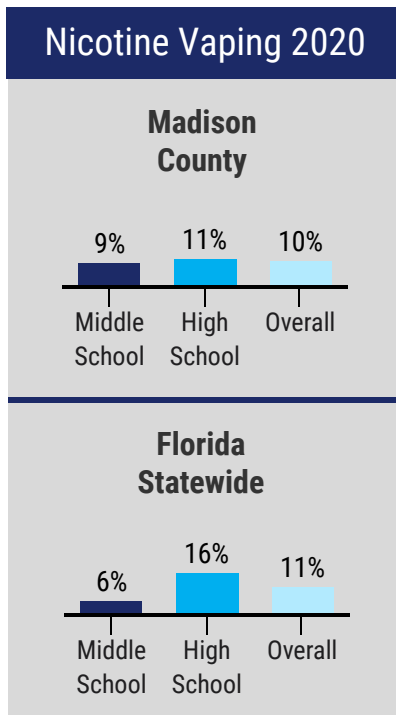 Nicotine Vaping 2020
Madison
County
9%
11%
10%
Middle
School
High
School
Overall
Florida
Statewide
6%
16%
11%
Middle
School
High
School
Overall